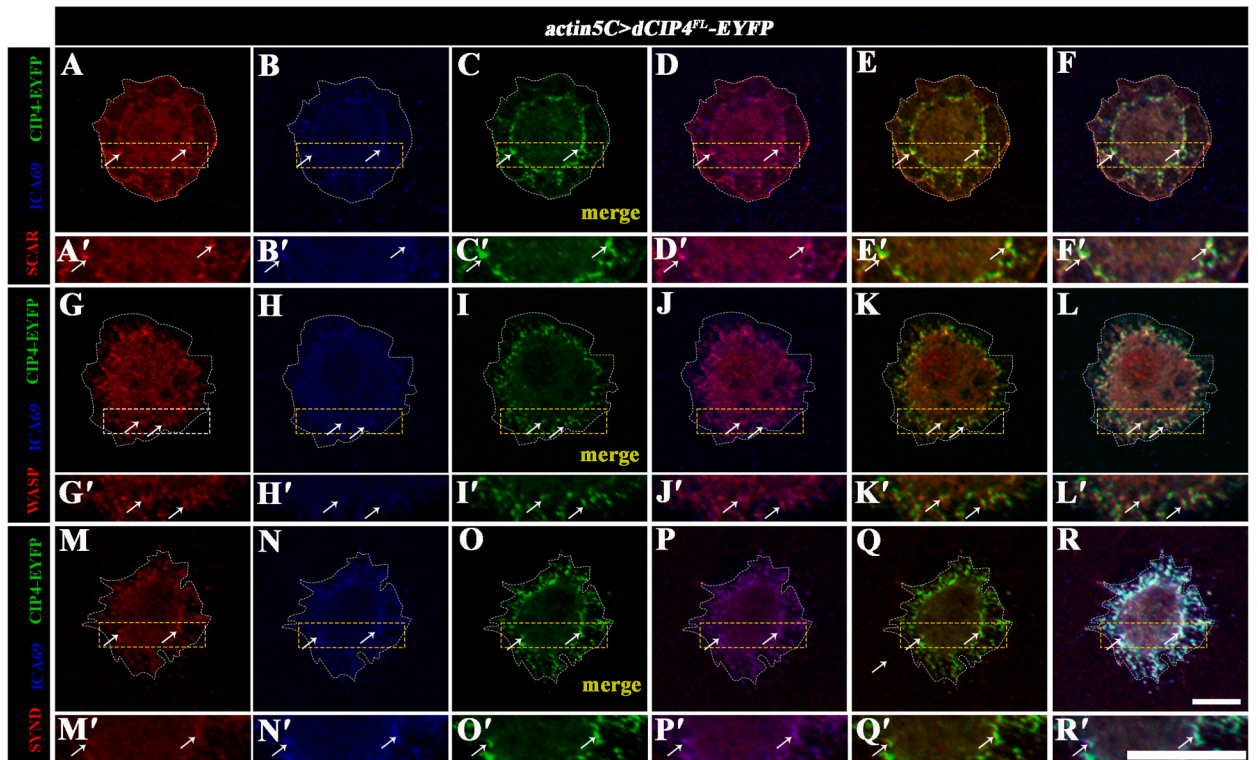 actin5C>dCIP4FL-EYFP
SCAR ICA69 CIP4-EYFP
A B C D E F
merge
A' B' C' D' E' F'
WASP ICA69 CIP4-EYFP
G H I J K L
merge
G' H' I' J' K' L'
SYND ICA69 CIP4-EYFP
M N O P Q R
merge
M' N' O' P' Q' R'